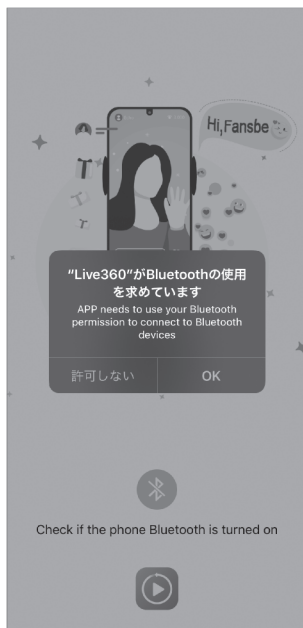 Hi,Fansbe
"Live360"がBluetoothの使用
を求めています
APP needs to use your Bluetooth
permission to connect to Bluetooth
devices
許可しない
OK
Check if the phone Bluetooth is turned on